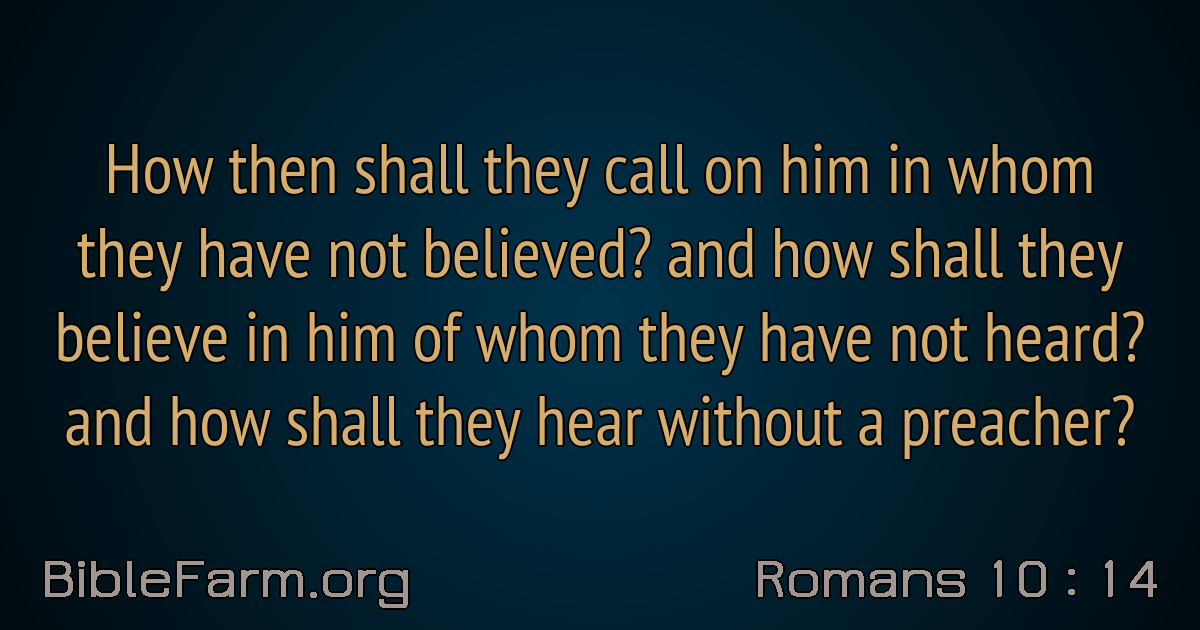 How then shall they call on him in whom
they have not believed? and how shall they
believe in him of whom they have not heard?
and how shall they hear without a preacher?
BibleFarm.org
Romans 10 : 14